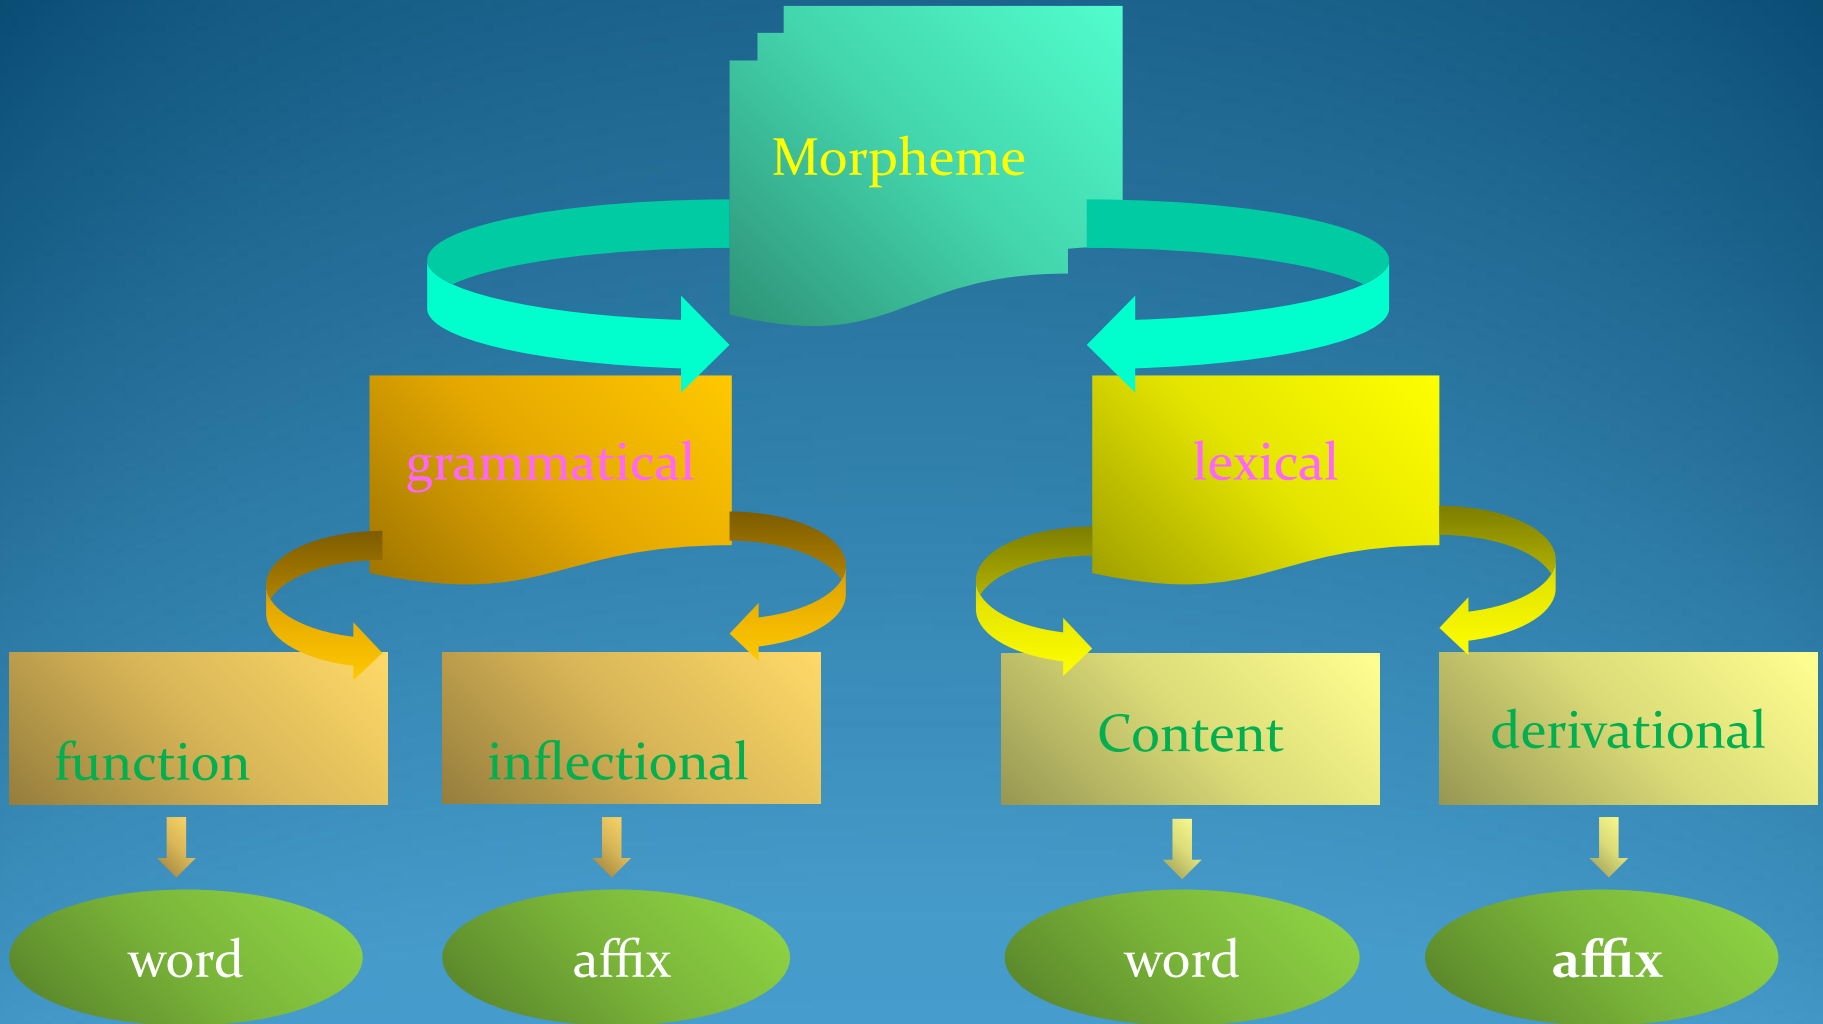 Morpheme
grammatical
lexical
function
inflectional
Content
derivational
word
affix
word
affix